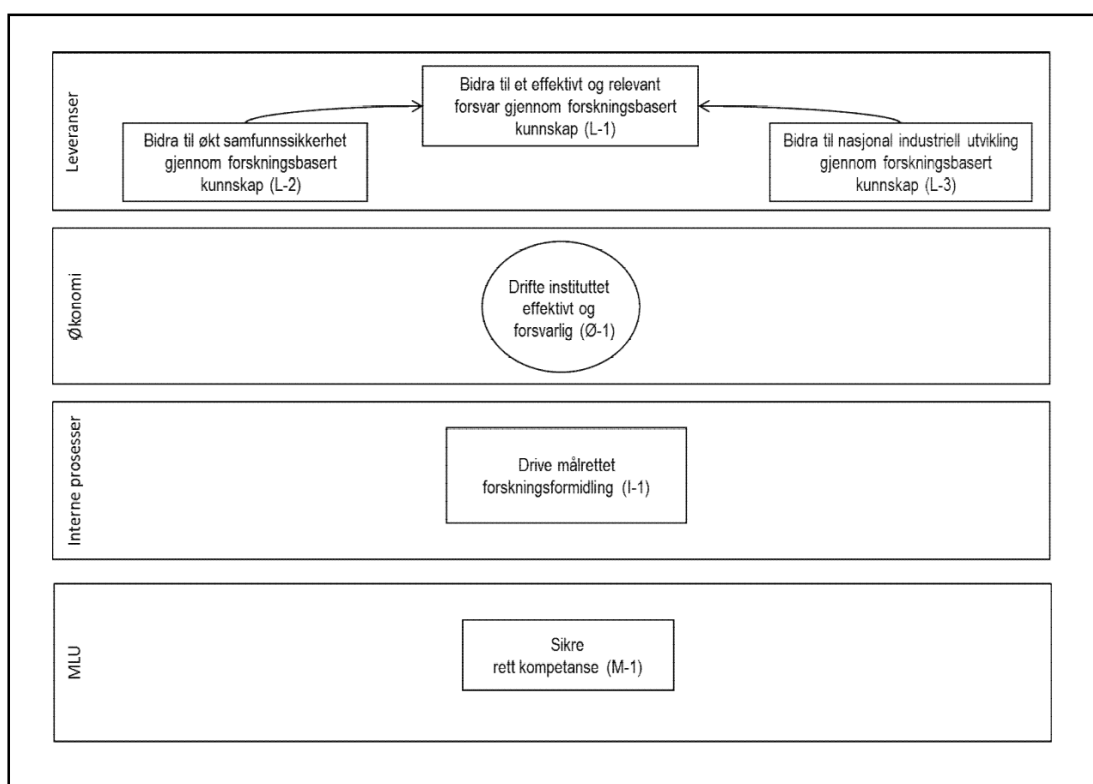 Leveranser
Bidra til et effektivt og relevant
forsvar gjennom forskningsbasert
kunnskap (L-1)
Bidra til økt samfunnssikkerhet
gjennom forskningsbasert
kunnskap (L-2)
Bidra til nasjonal industriell utvikling
gjennom forskningsbasert
kunnskap (L-3)
Økonomi
Drifte instituttet
effektivt og
forsvarlig (Ø-1)
Interne prosesser
Drive målrettet
forskningsformidling (I-1)
MLU
Sikre
rett kompetanse (M-1)